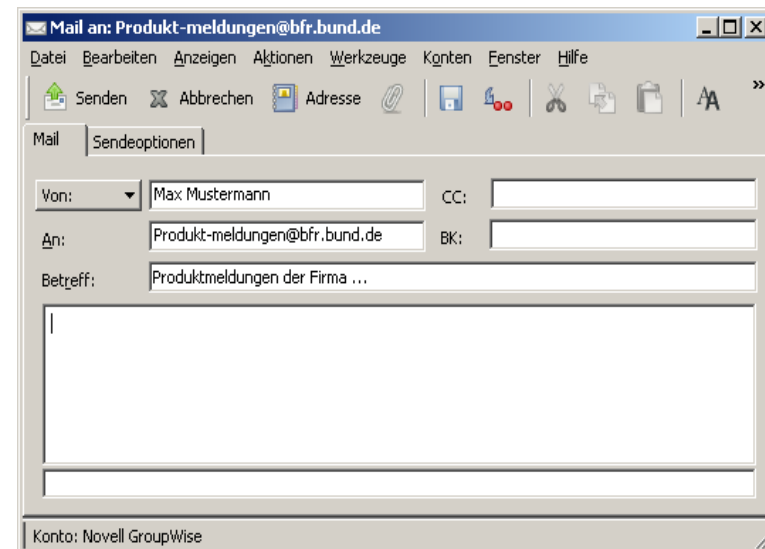 Mail an: Produkt-meldungen@bfr.bund.de
Datei Bearbeiten Anzeigen Aktionen Werkzeuge Konten Fenster Hilfe
Senden Abbrechen Adresse AA »
Mail Sendeoptionen
Von: Max Mustermann CC:
An: Produkt-meldungen@bfr.bund.de BK:
Betreff: Produktmeldungen der Firma ...
Konto: Novell GroupWise